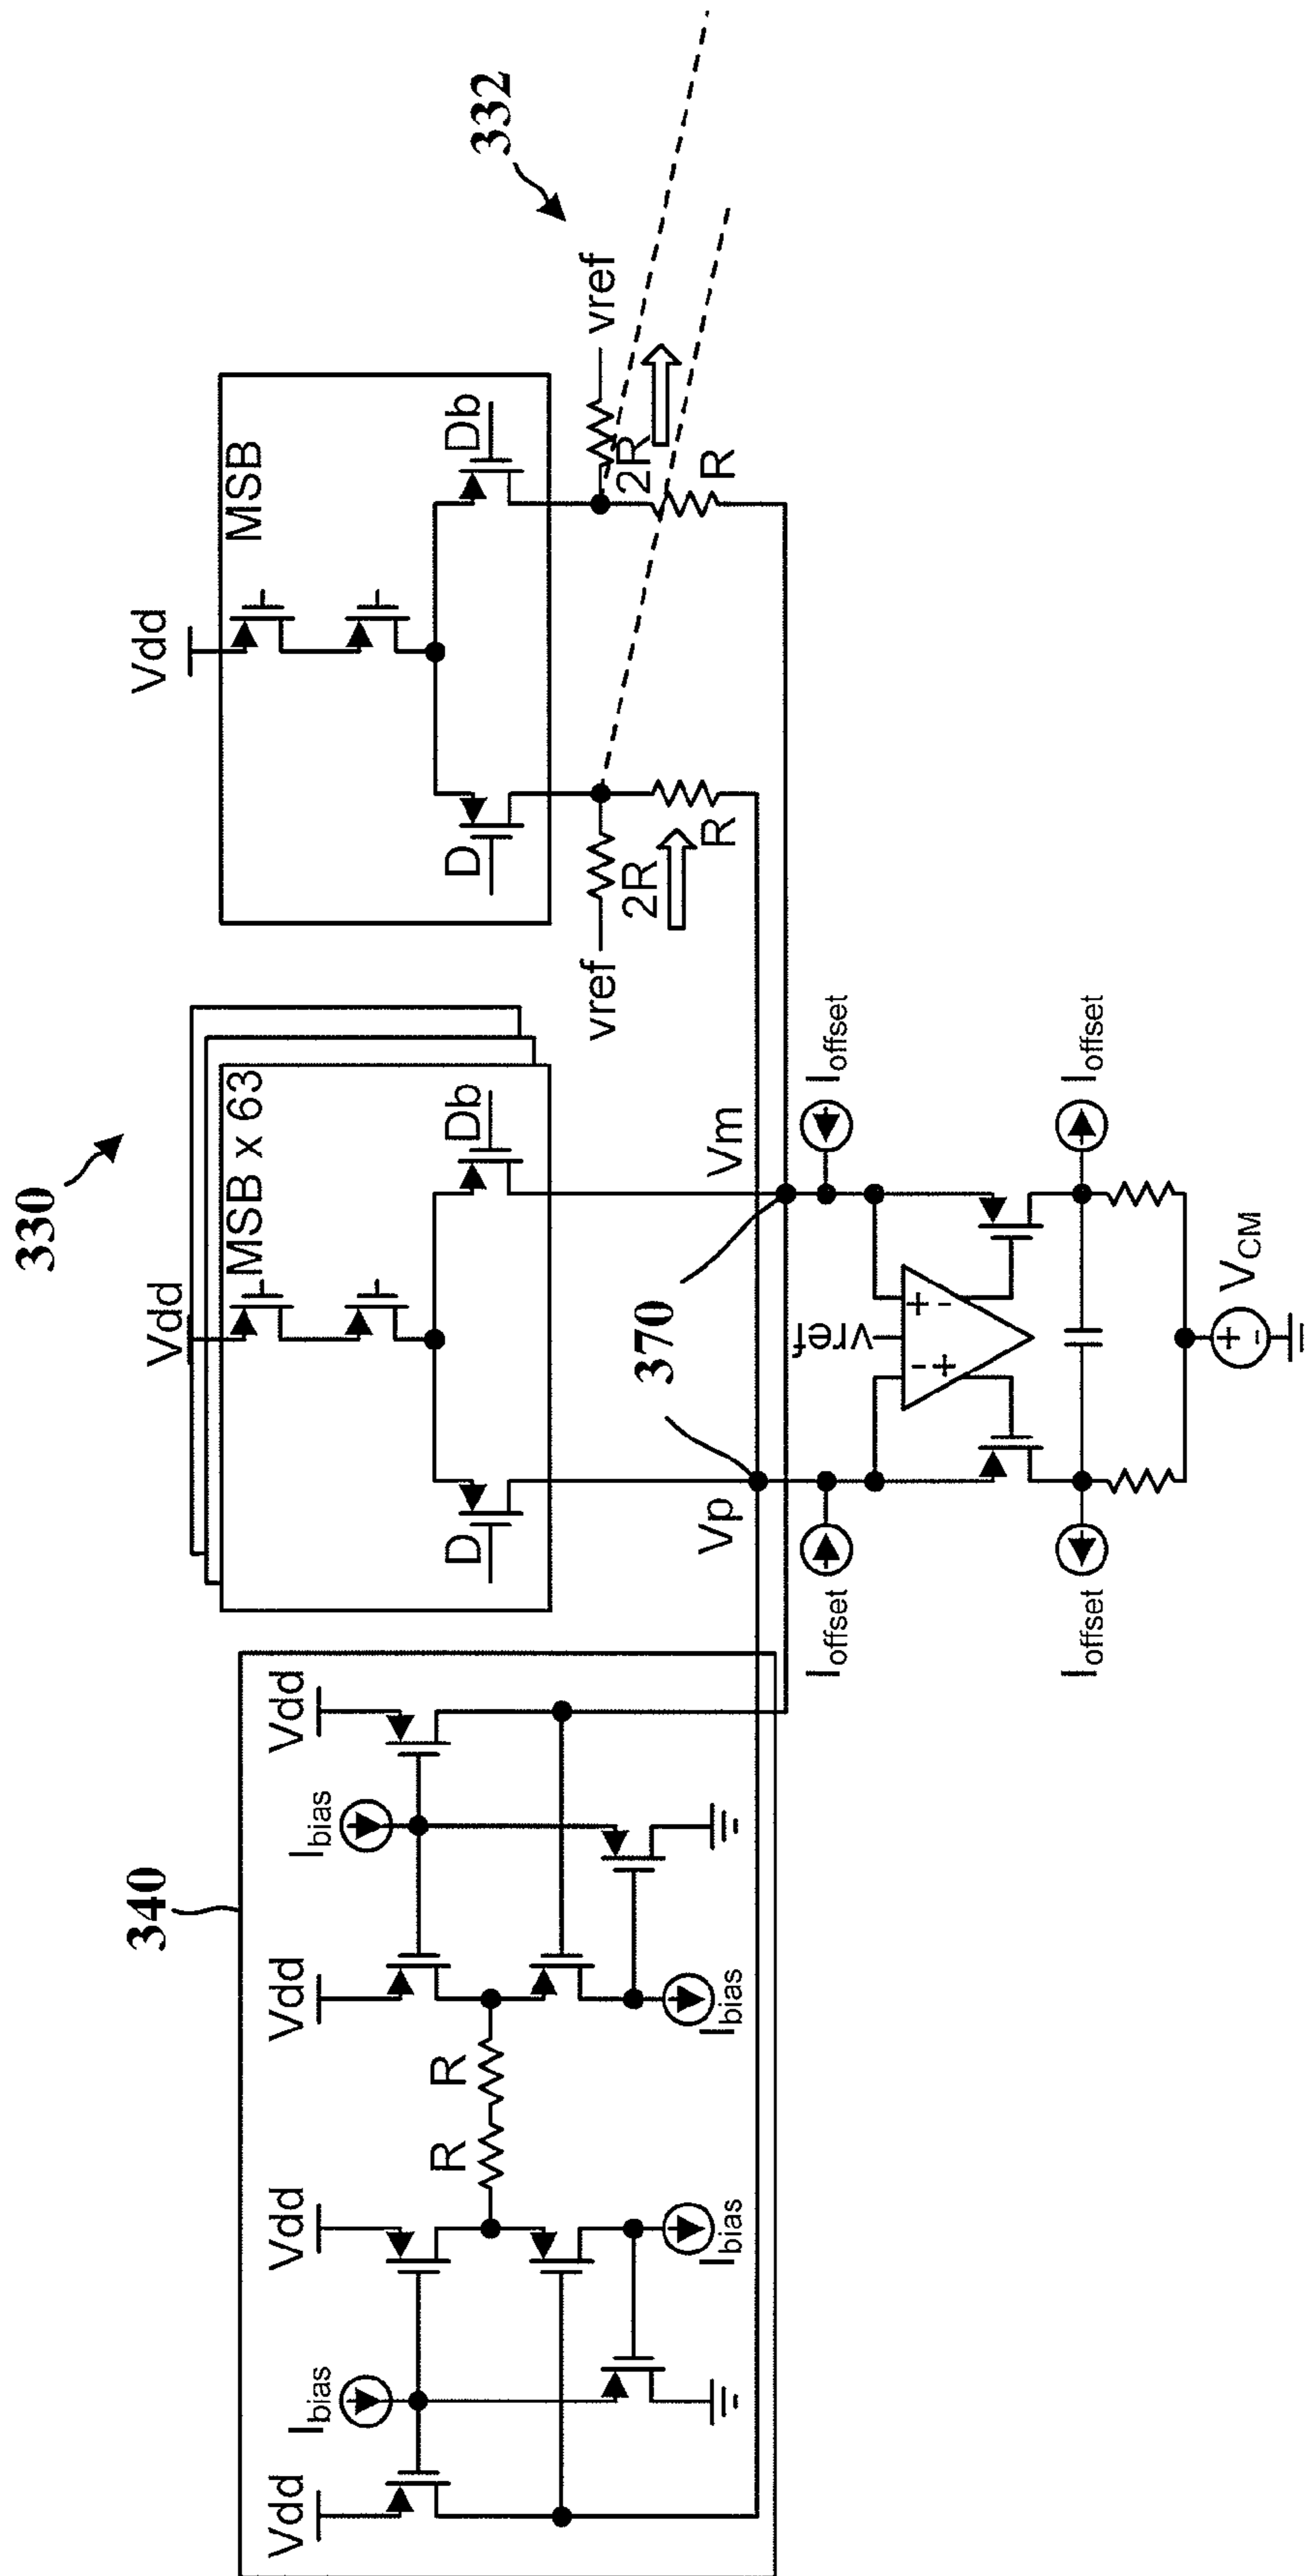 330
332
340
370
Vdd
Vdd
Vdd
Vdd
Ibias
Ibias
R
R
Ibias
Ibias
Vdd
MSB x 63
D
Db
Vdd
MSB
D
Db
vref
2R
R
2R
vref
R
Vp
Vm
Ioffset
Ioffset
vref
-
+
+
-
Ioffset
Ioffset
+
-
VCM